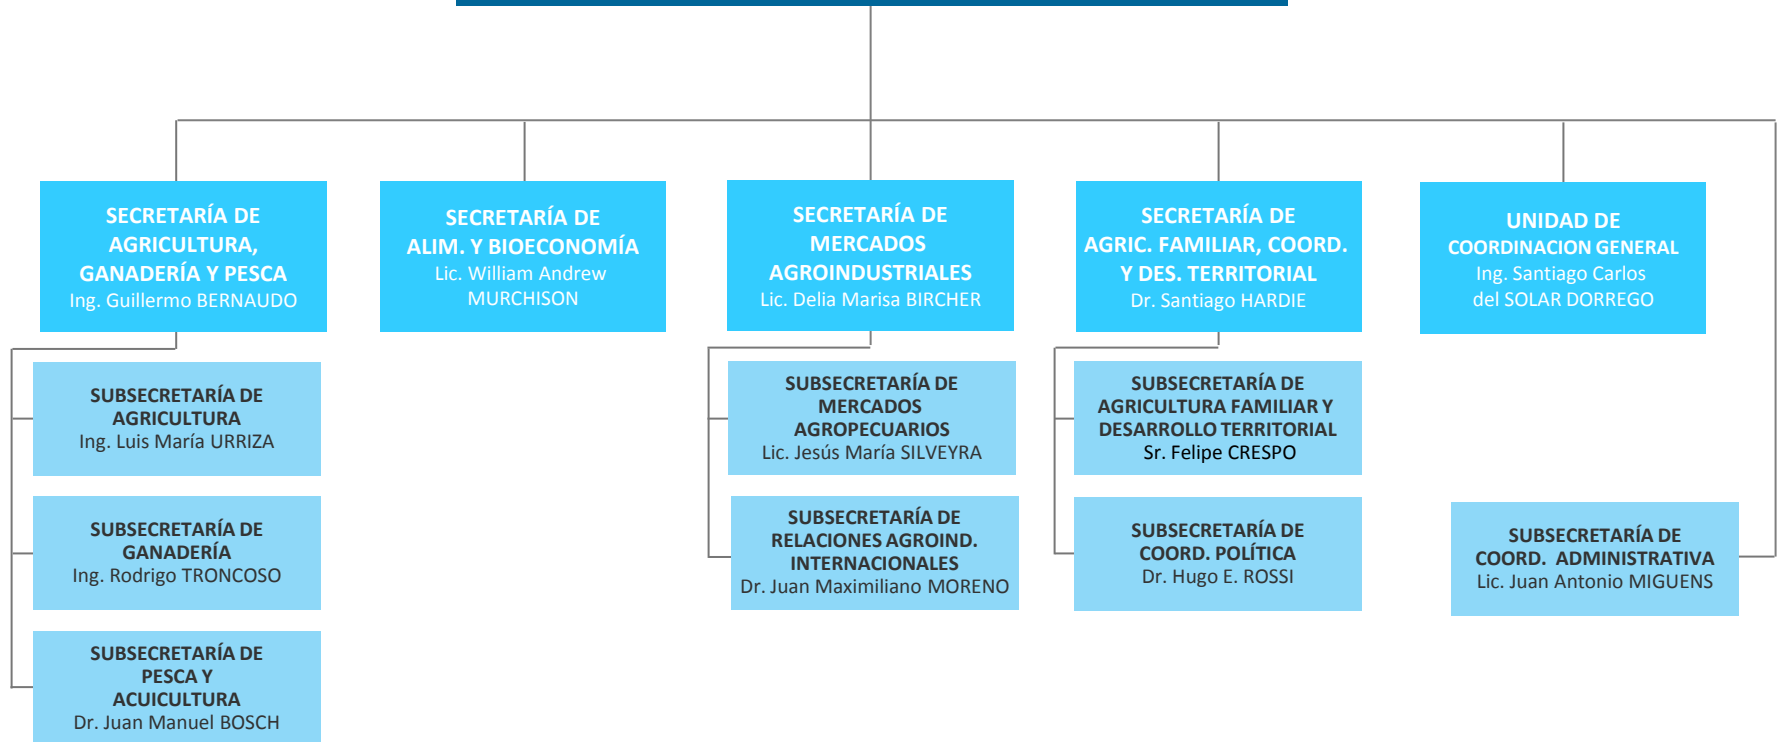 SECRETARÍA DE
AGRICULTURA,
GANADERÍA Y PESCA
Ing. Guillermo BERNAUDO
SECRETARÍA DE
ALIM. Y BIOECONOMÍA
Lic. William Andrew
MURCHISON
SECRETARÍA DE
MERCADOS
AGROINDUSTRIALES
Lic. Delia Marisa BIRCHER
SECRETARÍA DE
AGRIC. FAMILIAR, COORD.
Y DES. TERRITORIAL
Dr. Santiago HARDIE
UNIDAD DE
COORDINACION GENERAL
Ing. Santiago Carlos
del SOLAR DORREGO
SUBSECRETARÍA DE
AGRICULTURA
Ing. Luis María URRIZA
SUBSECRETARÍA DE
MERCADOS
AGROPECUARIOS
Lic. Jesús María SILVEYRA
SUBSECRETARÍA DE
AGRICULTURA FAMILIAR Y
DESARROLLO TERRITORIAL
Sr. Felipe CRESPO
SUBSECRETARÍA DE
GANADERÍA
Ing. Rodrigo TRONCOSO
SUBSECRETARÍA DE
RELACIONES AGROIND.
INTERNACIONALES
Dr. Juan Maximiliano MORENO
SUBSECRETARÍA DE
COORD. POLÍTICA
Dr. Hugo E. ROSSI
SUBSECRETARÍA DE
COORD. ADMINISTRATIVA
Lic. Juan Antonio MIGUENS
SUBSECRETARÍA DE
PESCA Y
ACUICULTURA
Dr. Juan Manuel BOSCH